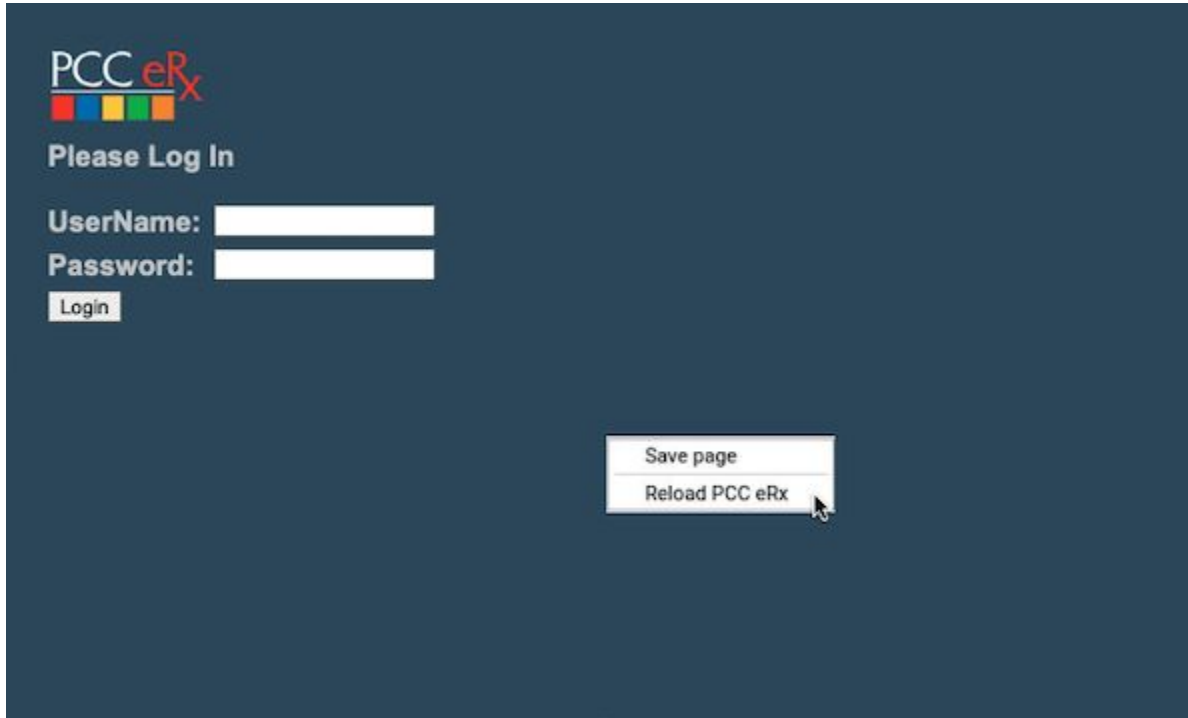 PCC eRx
Please Log In
UserName:
Password:
Login
Save page
Reload PCC eRx